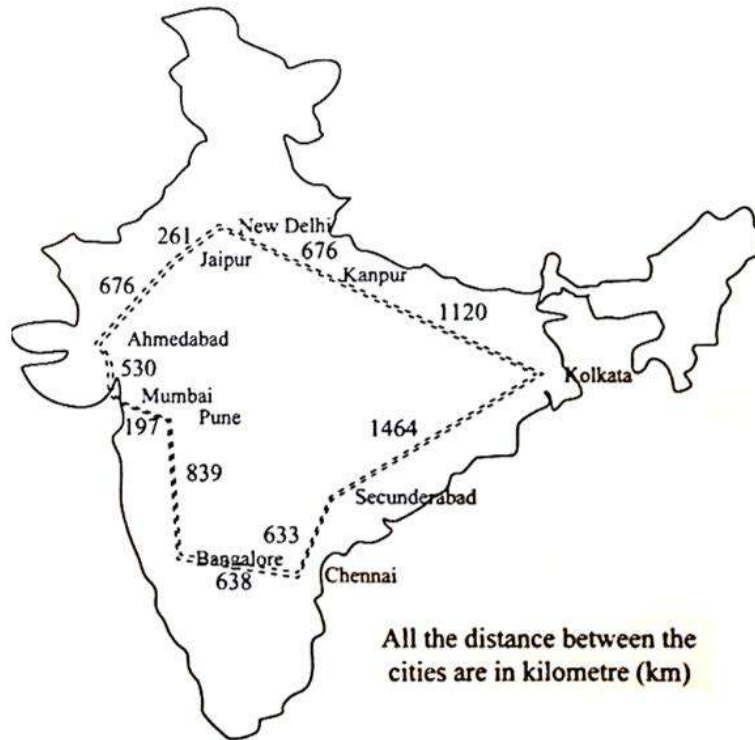 New Delhi
261
Jaipur
676
Kanpur
676
1120
Ahmedabad
530
Kolkata
Mumbai
197
Pune
1464
839
Secunderabad
633
Bangalore
638
Chennai
All the distance between the
cities are in kilometre (km)